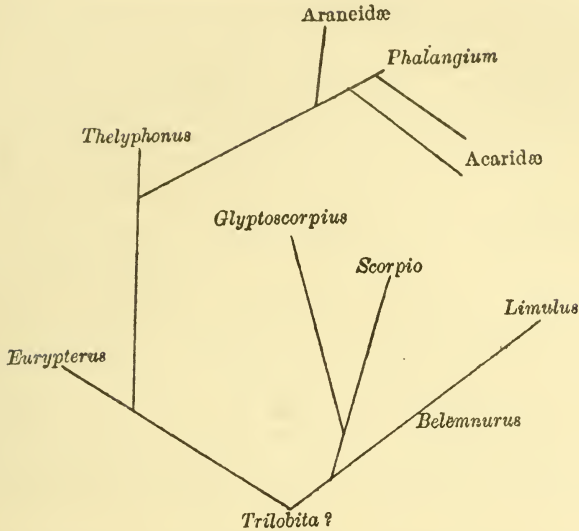 Araneidæ
Phalangium
Thelyphonus
Acaridæ
Glyptoscorpius
Scorpio
Limulus
Eurypterus
Belemnurus
Trilobita ?